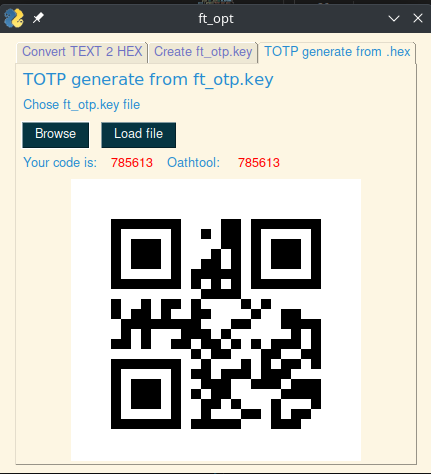 ft_opt
Convert TEXT 2 HEX Create ft_otp.key TOTP generate from .hex
TOTP generate from ft_otp.key
Chose ft_otp.key file
Browse Load file
Your code is: 785613 Oathtool: 785613